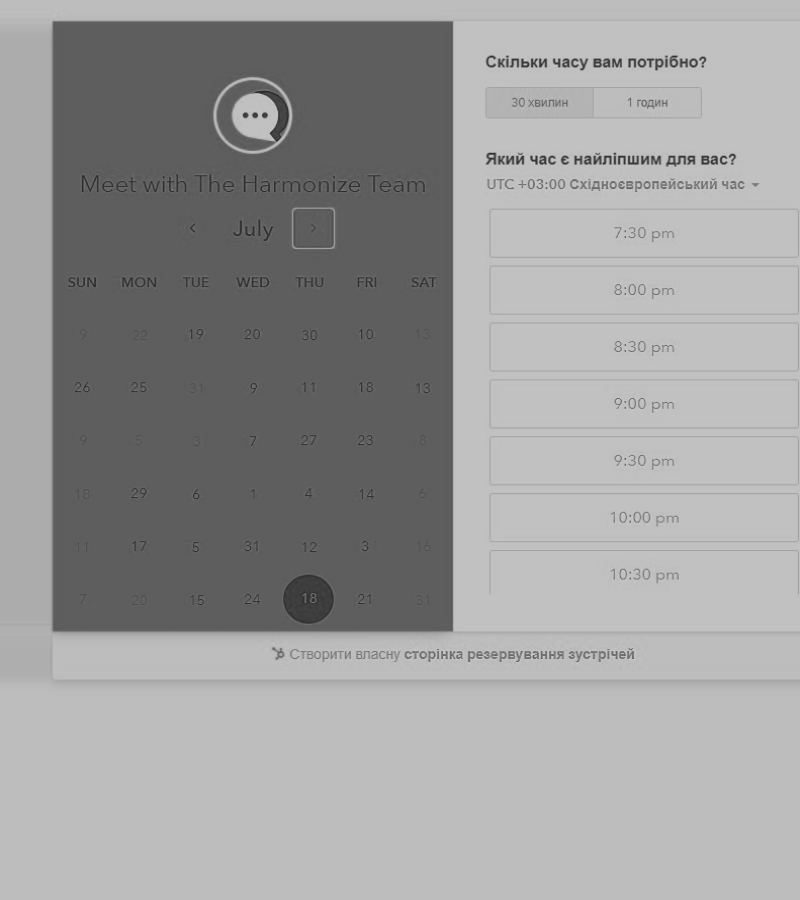 Meet with The Harmonize Team
July
SUN MON TUE WED THU FRI SAT
9 22 19 20 30 10 13
26 25 31 9 11 18 13
9 5 3 7 27 23 8
18 29 6 1 4 14 6
11 17 5 31 12 3 16
7 20 15 24 18 21 31
Скільки часу вам потрібно?
30 хвилин 1 годин
Який час є найліпшим для вас?
UTC +03:00 Східноєвропейський час
7:30 pm
8:00 pm
8:30 pm
9:00 pm
9:30 pm
10:00 pm
10:30 pm
Створити власну сторінка резервування зустрічей